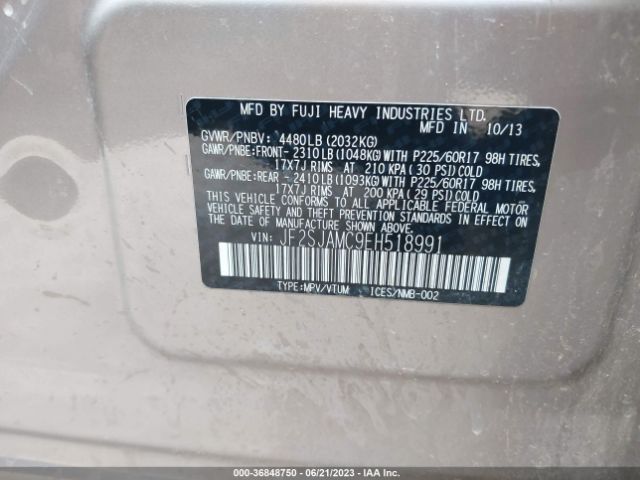 MFD BY FUJI HEAVY INDUSTRIES LTD.
MFD IN 10/13
GVWR/PNBV: 4480LB(2032KG)
GAWR/PNBE:FRONT-2310LB(1048KG)WITH P225/60R17 98H TIRES,
17X7J RIMS AT 210 KPA(30 PSI)COLD
GAWR/PNBE:REAR -2410LB(1093KG)WITH P225/60R17 98H TIRES,
17X7J RIMS AT 200 KPA(29 PSI)COLD
THIS VEHICLE CONFORMS TO ALL APPLICABLE FEDERAL MOTOR
VEHICLE SAFETY AND BUMPER STANDARDS IN EFFECT ON
THE DATE OF MANUFACTURE SHOWN ABOVE.
VIN: JF2SJAMC9EH518991
TYPE:MPV/VTUM ICES/NMB-002
000-36848750 - 06/21/2023 - IAA Inc.